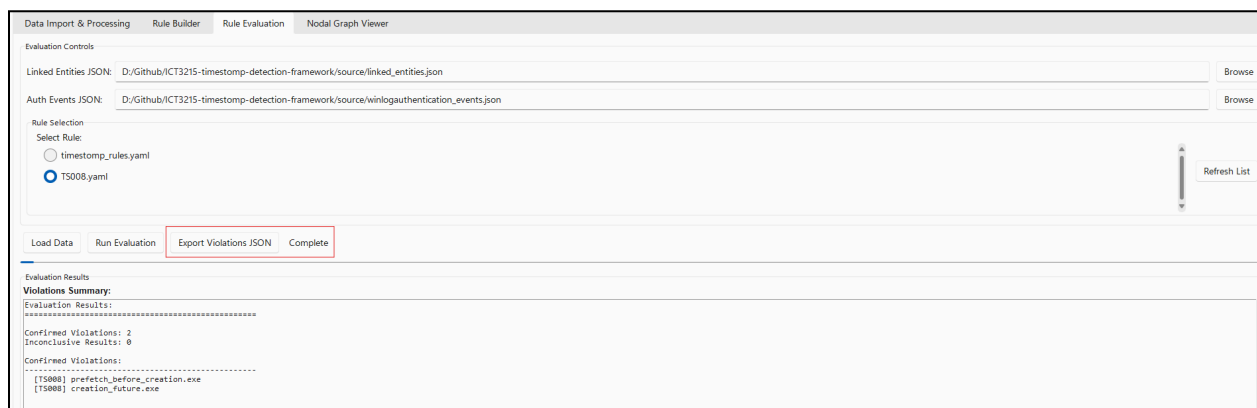 Data Import & Processing Rule Builder Rule Evaluation Nodal Graph Viewer
Evaluation Controls
Linked Entities JSON: D:/Github/ICT3215-timestomp-detection-framework/source/linked_entities.json Browse
Auth Events JSON: D:/Github/ICT3215-timestomp-detection-framework/source/winlogauthentication_events.json Browse
Rule Selection
Select Rule:
timestomp_rules.yaml
TS008.yaml
Refresh List
Load Data Run Evaluation Export Violations JSON Complete
Evaluation Results
Violations Summary:
Evaluation Results:
==================================================
Confirmed Violations: 2
Inconclusive Results: 0
Confirmed Violations:
--------------------------------------------------
[TS008] prefetch_before_creation.exe
[TS008] creation_future.exe